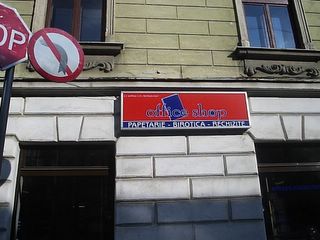 OP
office shop
PAPETARIE - BIROTICA - RECHIZITE